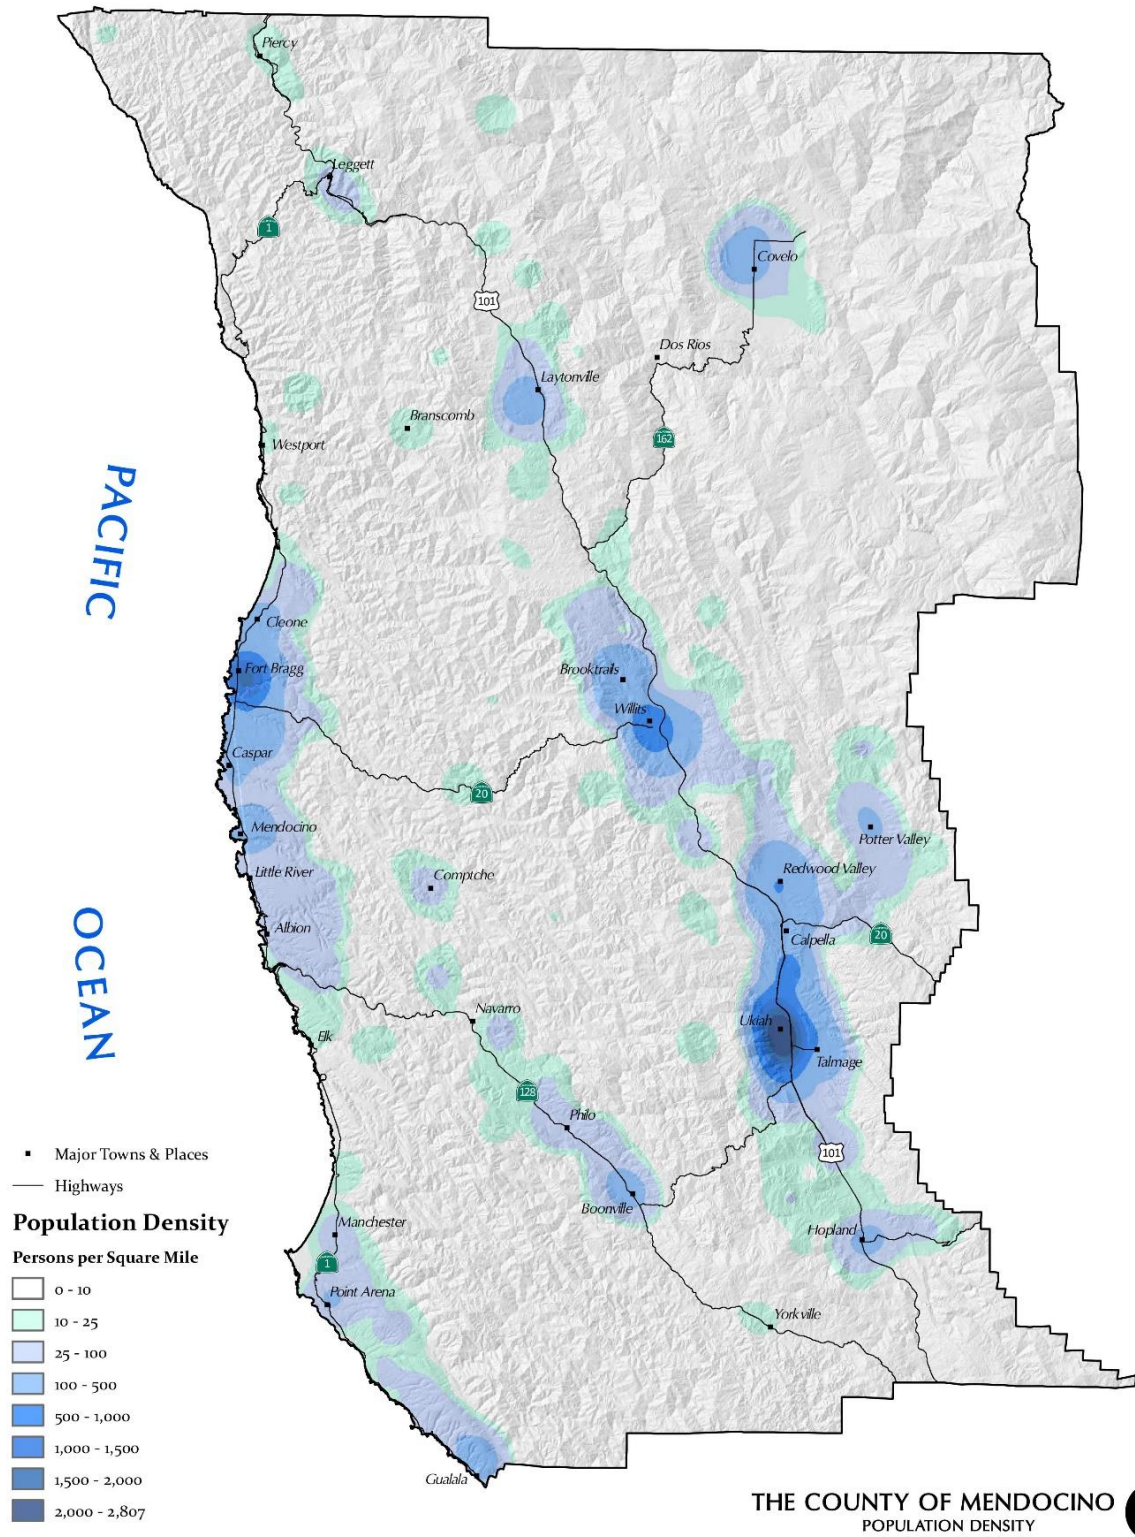 Piercy
Leggett
1
Covelo
101
Dos Rios
Laytonville
Branscomb
162
Westport
PACIFIC
Cleone
Fort Bragg
Brooktrails
Willits
Caspar
20
Mendocino
Potter Valley
Little River
Comptche
Redwood Valley
Albion
Calpella
20
OCEAN
Navarro
Ukiah
Elk
Talmage
128
Philo
101
Boonville
Manchester
Hopland
1
Point Arena
Yorkville
Gualala
Major Towns & Places
Highways
Population Density
Persons per Square Mile
0 - 10
10 - 25
25 - 100
100 - 500
500 - 1,000
1,000 - 1,500
1,500 - 2,000
2,000 - 2,807
THE COUNTY OF MENDOCINO
POPULATION DENSITY